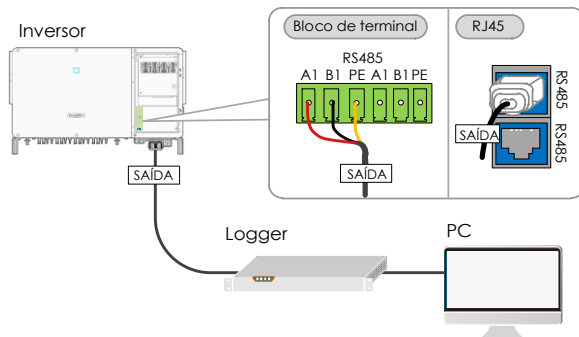 Inversor
Bloco de terminal
RJ45
RS485
A1 B1 PE A1 B1 PE
RS485
RS485
SAÍDA
SAÍDA
SAÍDA
Logger
PC